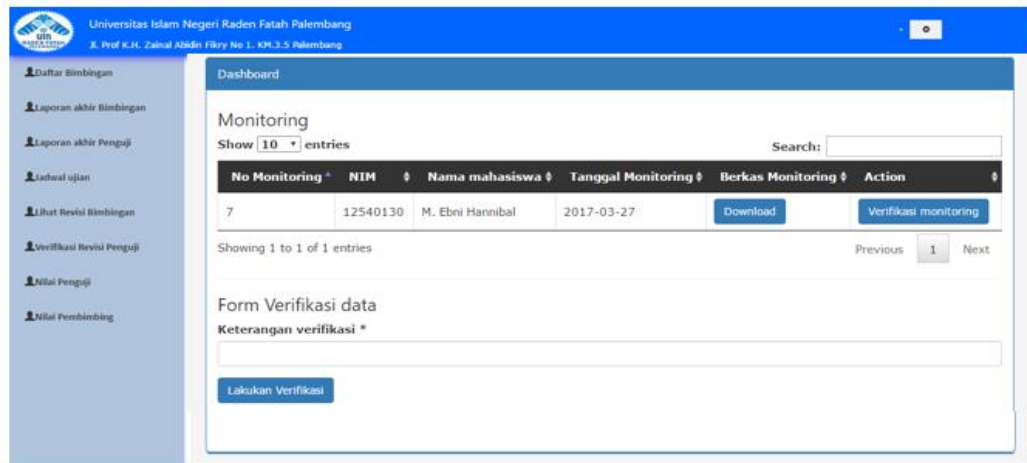 Universitas Islam Negeri Raden Fatah Palembang
Jl. Prof K.H. Zainal Abidin Fikry No 1. KM.3.5 Palembang
uin
RADEN FATAH
Daftar Bimbingan
Laporan akhir Bimbingan
Laporan akhir Penguji
Jadwal ujian
Lihat Revisi Bimbingan
Verifikasi Revisi Penguji
Nilai Penguji
Nilai Pembimbing
Dashboard
Monitoring
Show 10 entries
Search:
No Monitoring NIM Nama mahasiswa Tanggal Monitoring Berkas Monitoring Action
7 12540130 M. Ebni Hannibal 2017-03-27 Download Verifikasi monitoring
Showing 1 to 1 of 1 entries
Previous 1 Next
Form Verifikasi data
Keterangan verifikasi *
Lakukan Verifikasi